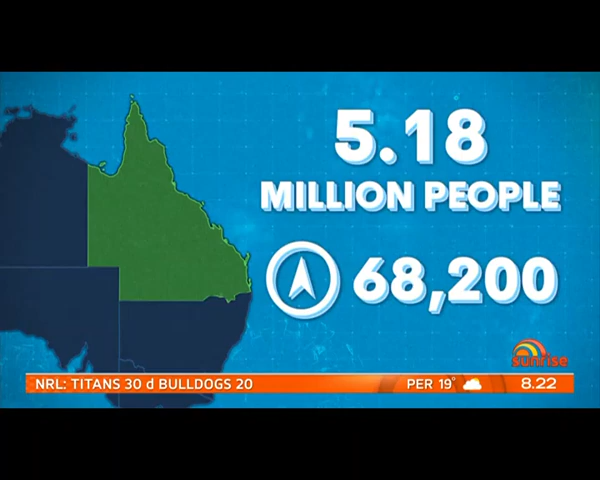 5.18
MILLION PEOPLE
68,200
sunrise
NRL: TITANS 30 d BULLDOGS 20
PER 19°
8.22